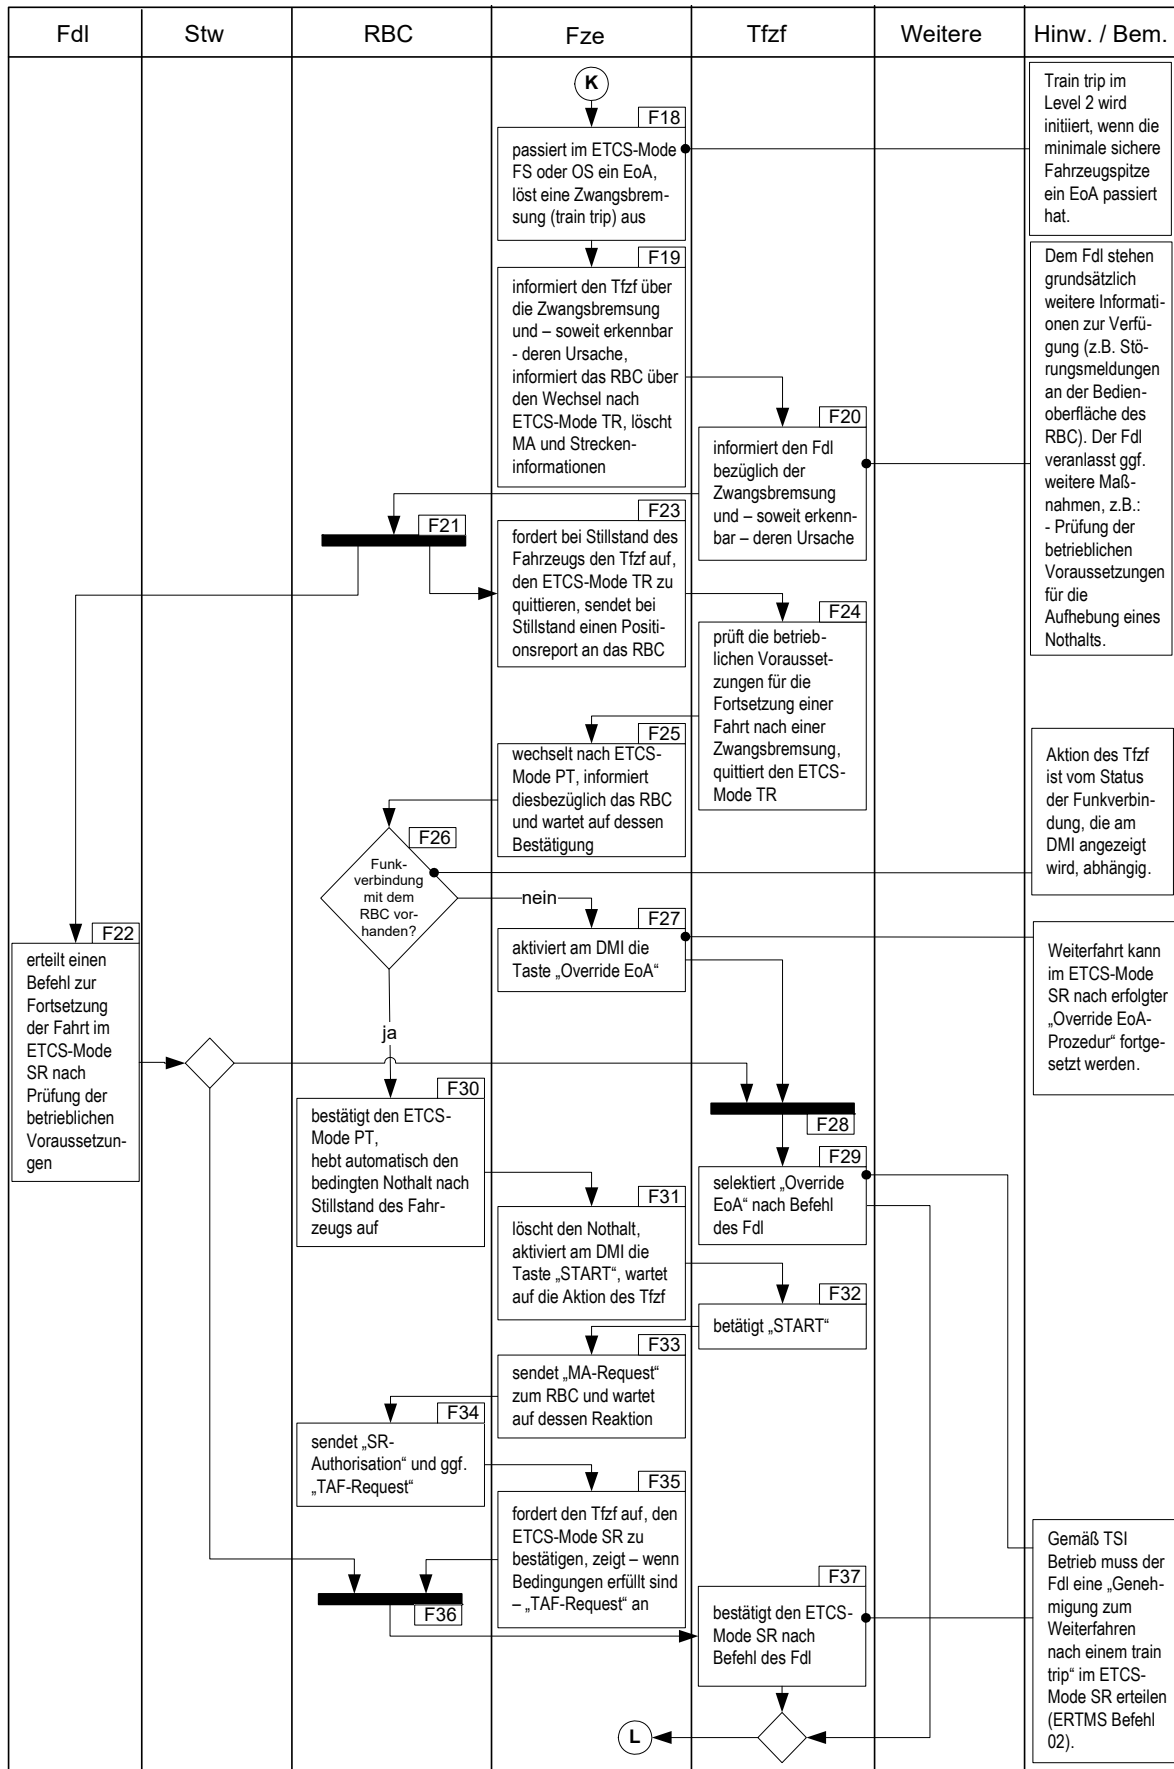 Fdl
Stw
RBC
Fze
Tfzf
Weitere
Hinw. / Bem.
K
F18
passiert im ETCS-Mode
FS oder OS ein EoA,
löst eine Zwangsbrem-
sung (train trip) aus
Train trip im
Level 2 wird
initiiert, wenn die
minimale sichere
Fahrzeugspitze
ein EoA passiert
hat.
F19
informiert den Tfzf über
die Zwangsbremsung
und – soweit erkennbar
- deren Ursache,
informiert das RBC über
den Wechsel nach
ETCS-Mode TR, löscht
MA und Strecken-
informationen
Dem Fdl stehen
grundsätzlich
weitere Informati-
onen zur Verfü-
gung (z.B. Stö-
rungsmeldungen
an der Bedien-
oberfläche des
RBC). Der Fdl
veranlasst ggf.
weitere Maß-
nahmen, z.B.:
- Prüfung der
betrieblichen
Voraussetzungen
für die
Aufhebung eines
Nothalts.
F20
informiert den Fdl
bezüglich der
Zwangsbremsung
und – soweit erkenn-
bar – deren Ursache
F21
F23
fordert bei Stillstand des
Fahrzeugs den Tfzf auf,
den ETCS-Mode TR zu
quittieren, sendet bei
Stillstand einen Positi-
onsreport an das RBC
F24
prüft die betrieb-
lichen Vorausset-
zungen für die
Fortsetzung einer
Fahrt nach einer
Zwangsbremsung,
quittiert den ETCS-
Mode TR
F25
wechselt nach ETCS-
Mode PT, informiert
diesbezüglich das RBC
und wartet auf dessen
Bestätigung
Aktion des Tfzf
ist vom Status
der Funkverbin-
dung, die am
DMI angezeigt
wird, abhängig.
F26
Funk-
verbindung
mit dem
RBC vor-
handen?
nein
ja
F27
aktiviert am DMI die
Taste „Override EoA“
Weiterfahrt kann
im ETCS-Mode
SR nach erfolgter
„Override EoA-
Prozedur“ fortge-
setzt werden.
F22
erteilt einen
Befehl zur
Fortsetzung
der Fahrt im
ETCS-Mode
SR nach
Prüfung der
betrieblichen
Voraussetzun-
gen
F28
F30
bestätigt den ETCS-
Mode PT,
hebt automatisch den
bedingten Nothalt nach
Stillstand des Fahr-
zeugs auf
F29
selektiert „Override
EoA“ nach Befehl
des Fdl
F31
löscht den Nothalt,
aktiviert am DMI die
Taste „START“, wartet
auf die Aktion des Tfzf
F32
betätigt „START“
F33
sendet „MA-Request“
zum RBC und wartet
auf dessen Reaktion
F34
sendet „SR-
Authorisation“ und ggf.
„TAF-Request“
F35
fordert den Tfzf auf, den
ETCS-Mode SR zu
bestätigen, zeigt – wenn
Bedingungen erfüllt sind
– „TAF-Request“ an
F36
F37
bestätigt den ETCS-
Mode SR nach
Befehl des Fdl
Gemäß TSI
Betrieb muss der
Fdl eine „Geneh-
migung zum
Weiterfahren
nach einem train
trip“ im ETCS-
Mode SR erteilen
(ERTMS Befehl
02).
L